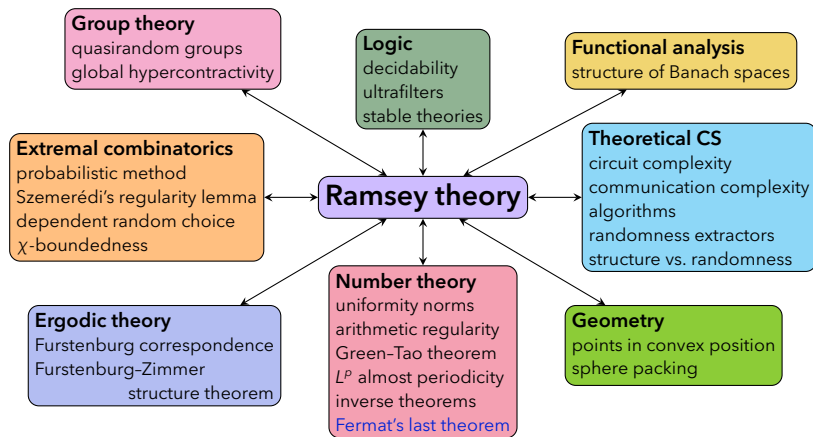 Group theory
quasirandom groups
global hypercontractivity
Logic
decidability
ultrafilters
stable theories
Functional analysis
structure of Banach spaces
Extremal combinatorics
probabilistic method
Szemerédi's regularity lemma
dependent random choice
χ-boundedness
Ramsey theory
Theoretical CS
circuit complexity
communication complexity
algorithms
randomness extractors
structure vs. randomness
Ergodic theory
Furstenburg correspondence
Furstenburg–Zimmer
structure theorem
Number theory
uniformity norms
arithmetic regularity
Green–Tao theorem
Lᵖ almost periodicity
inverse theorems
Fermat's last theorem
Geometry
points in convex position
sphere packing